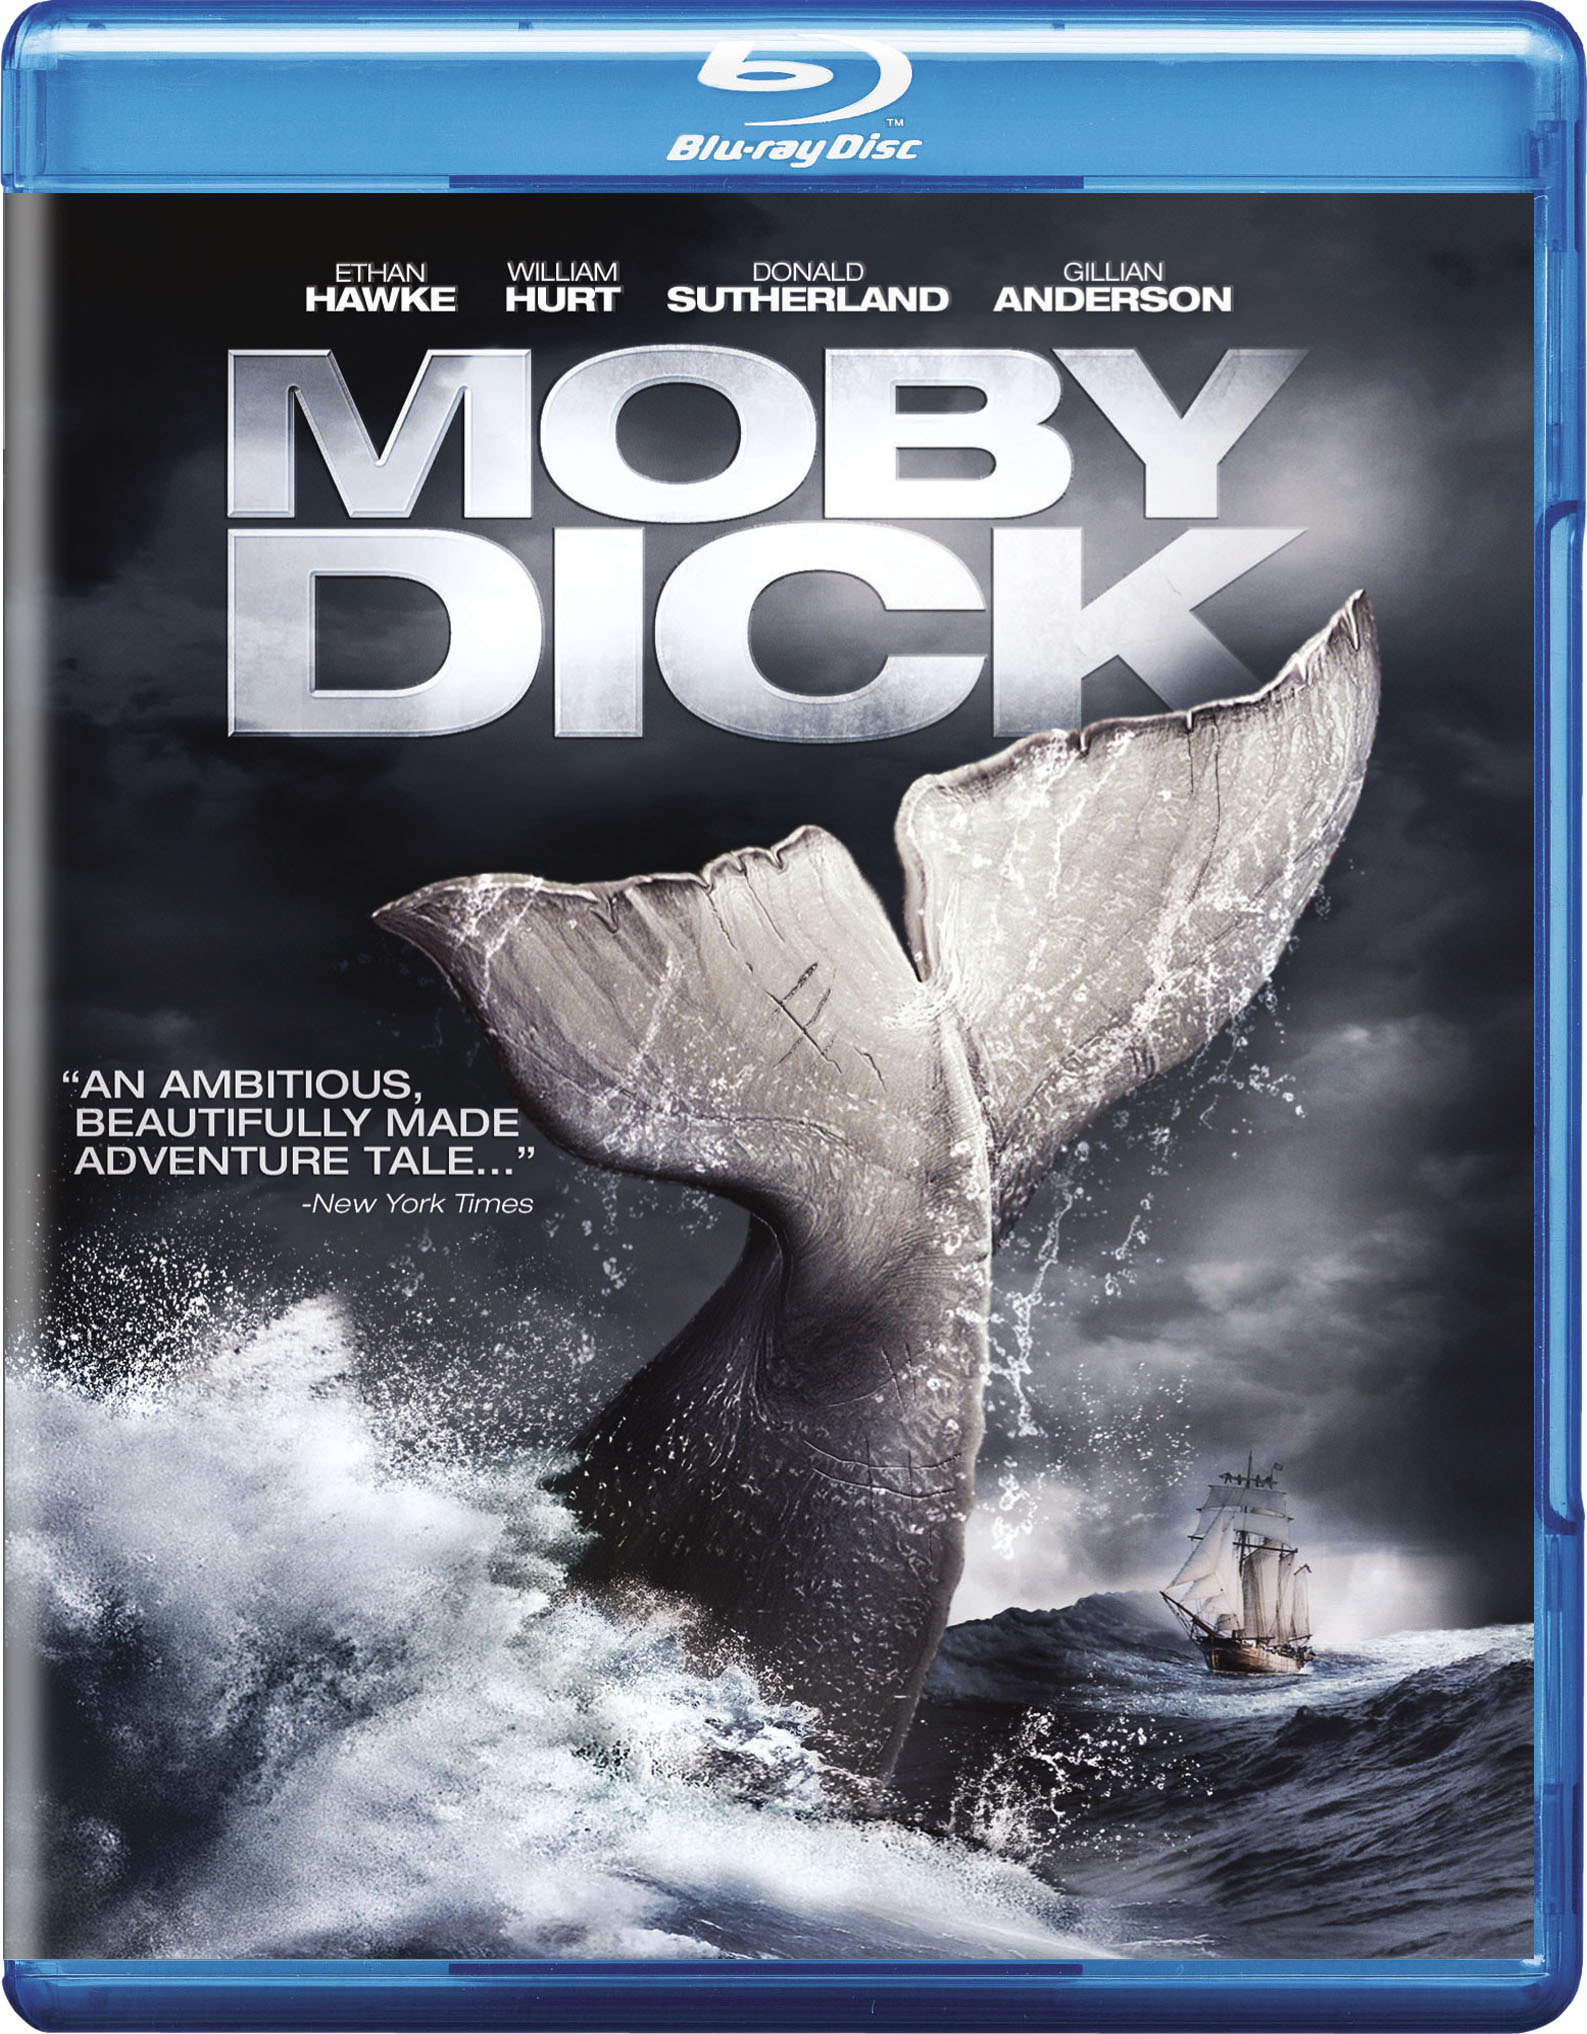 Blu-ray Disc™
ETHAN WILLIAM DONALD GILLIAN
HAWKE HURT SUTHERLAND ANDERSON
MOBY
DICK
“AN AMBITIOUS,
BEAUTIFULLY MADE
ADVENTURE TALE...”
-New York Times